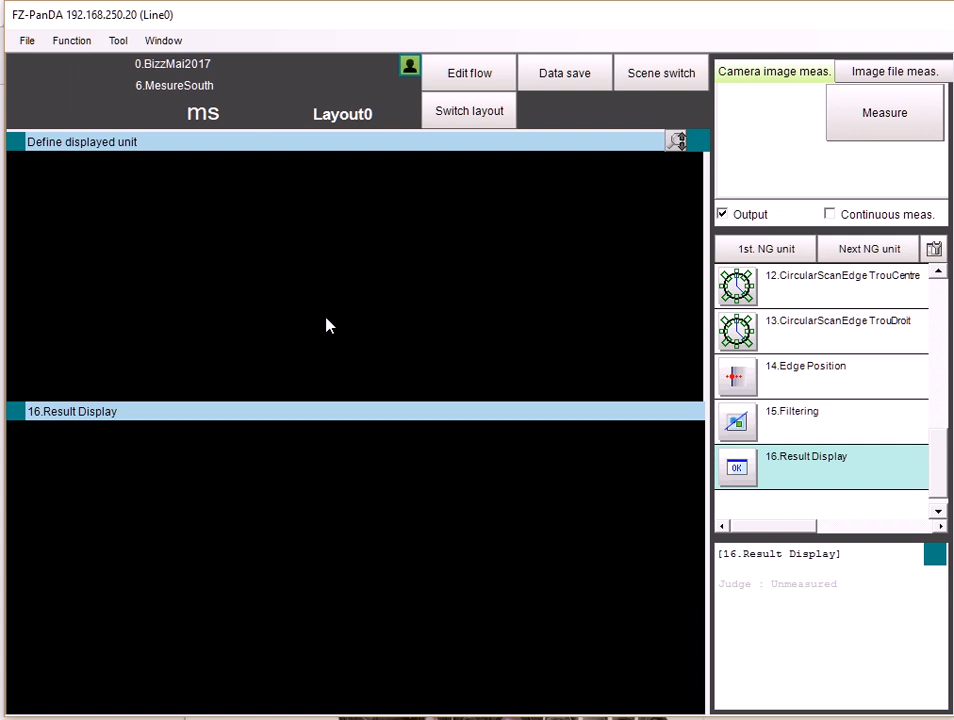 FZ-PanDA 192.168.250.20 (Line0)
File Function Tool Window
0.BizzMai2017
6.MesureSouth
ms
Layout0
Edit flow
Data save
Scene switch
Switch layout
Camera image meas.
Image file meas.
Measure
Define displayed unit
Output
Continuous meas.
1st. NG unit
Next NG unit
12.CircularScanEdge TrouCentre
13.CircularScanEdge TrouDroit
14.Edge Position
15.Filtering
OK
16.Result Display
16.Result Display
[16.Result Display]
Judge : Unmeasured